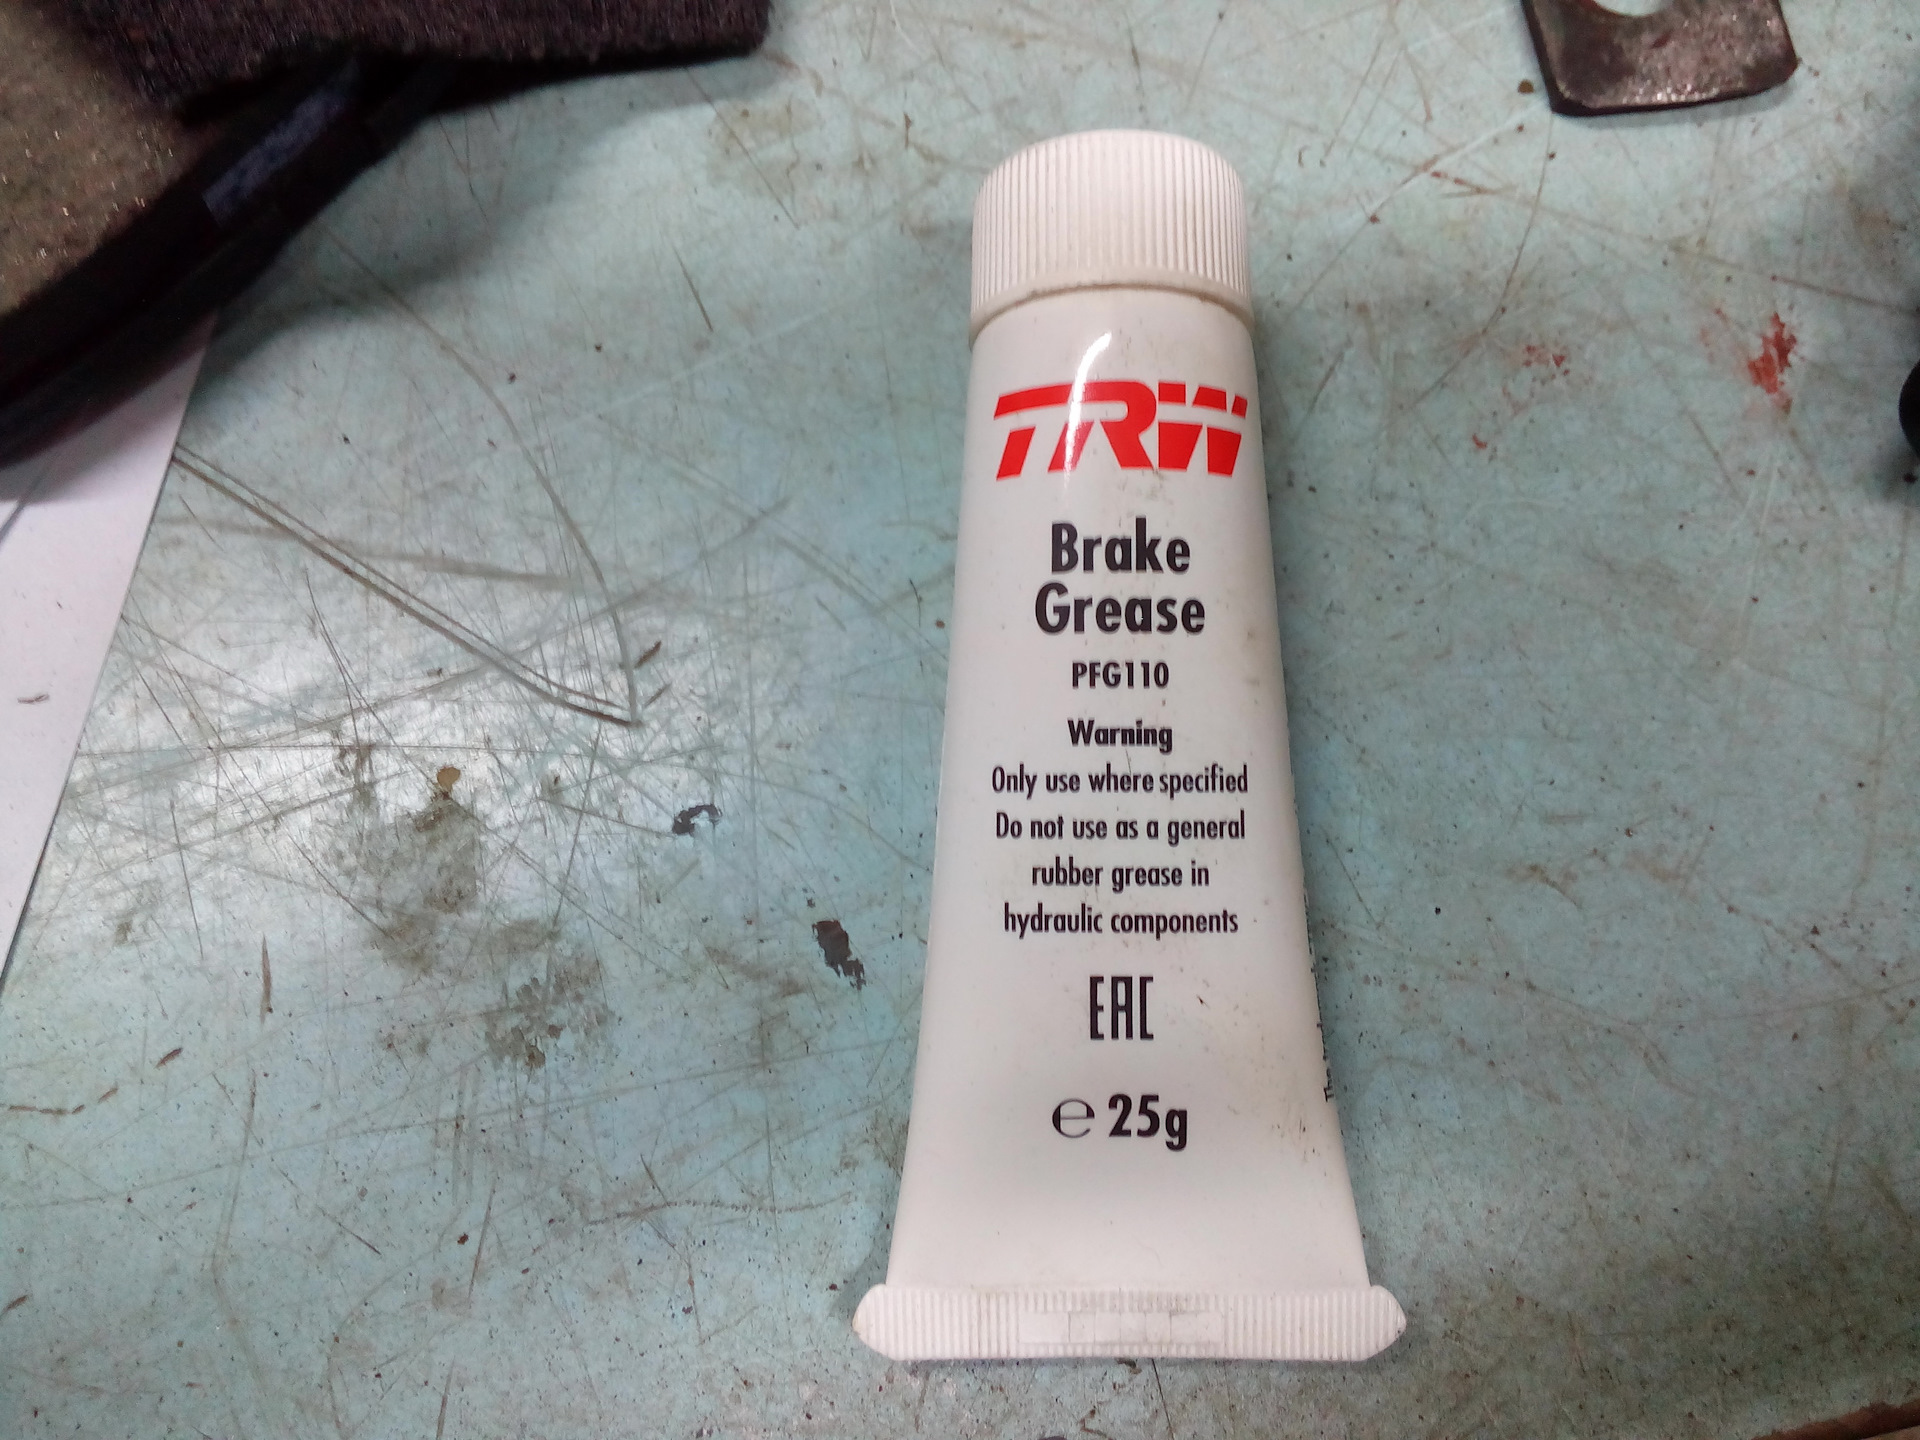 TRW
Brake
Grease
PFG110
Warning
Only use where specified
Do not use as a general
rubber grease in
hydraulic components
EAC
℮ 25g